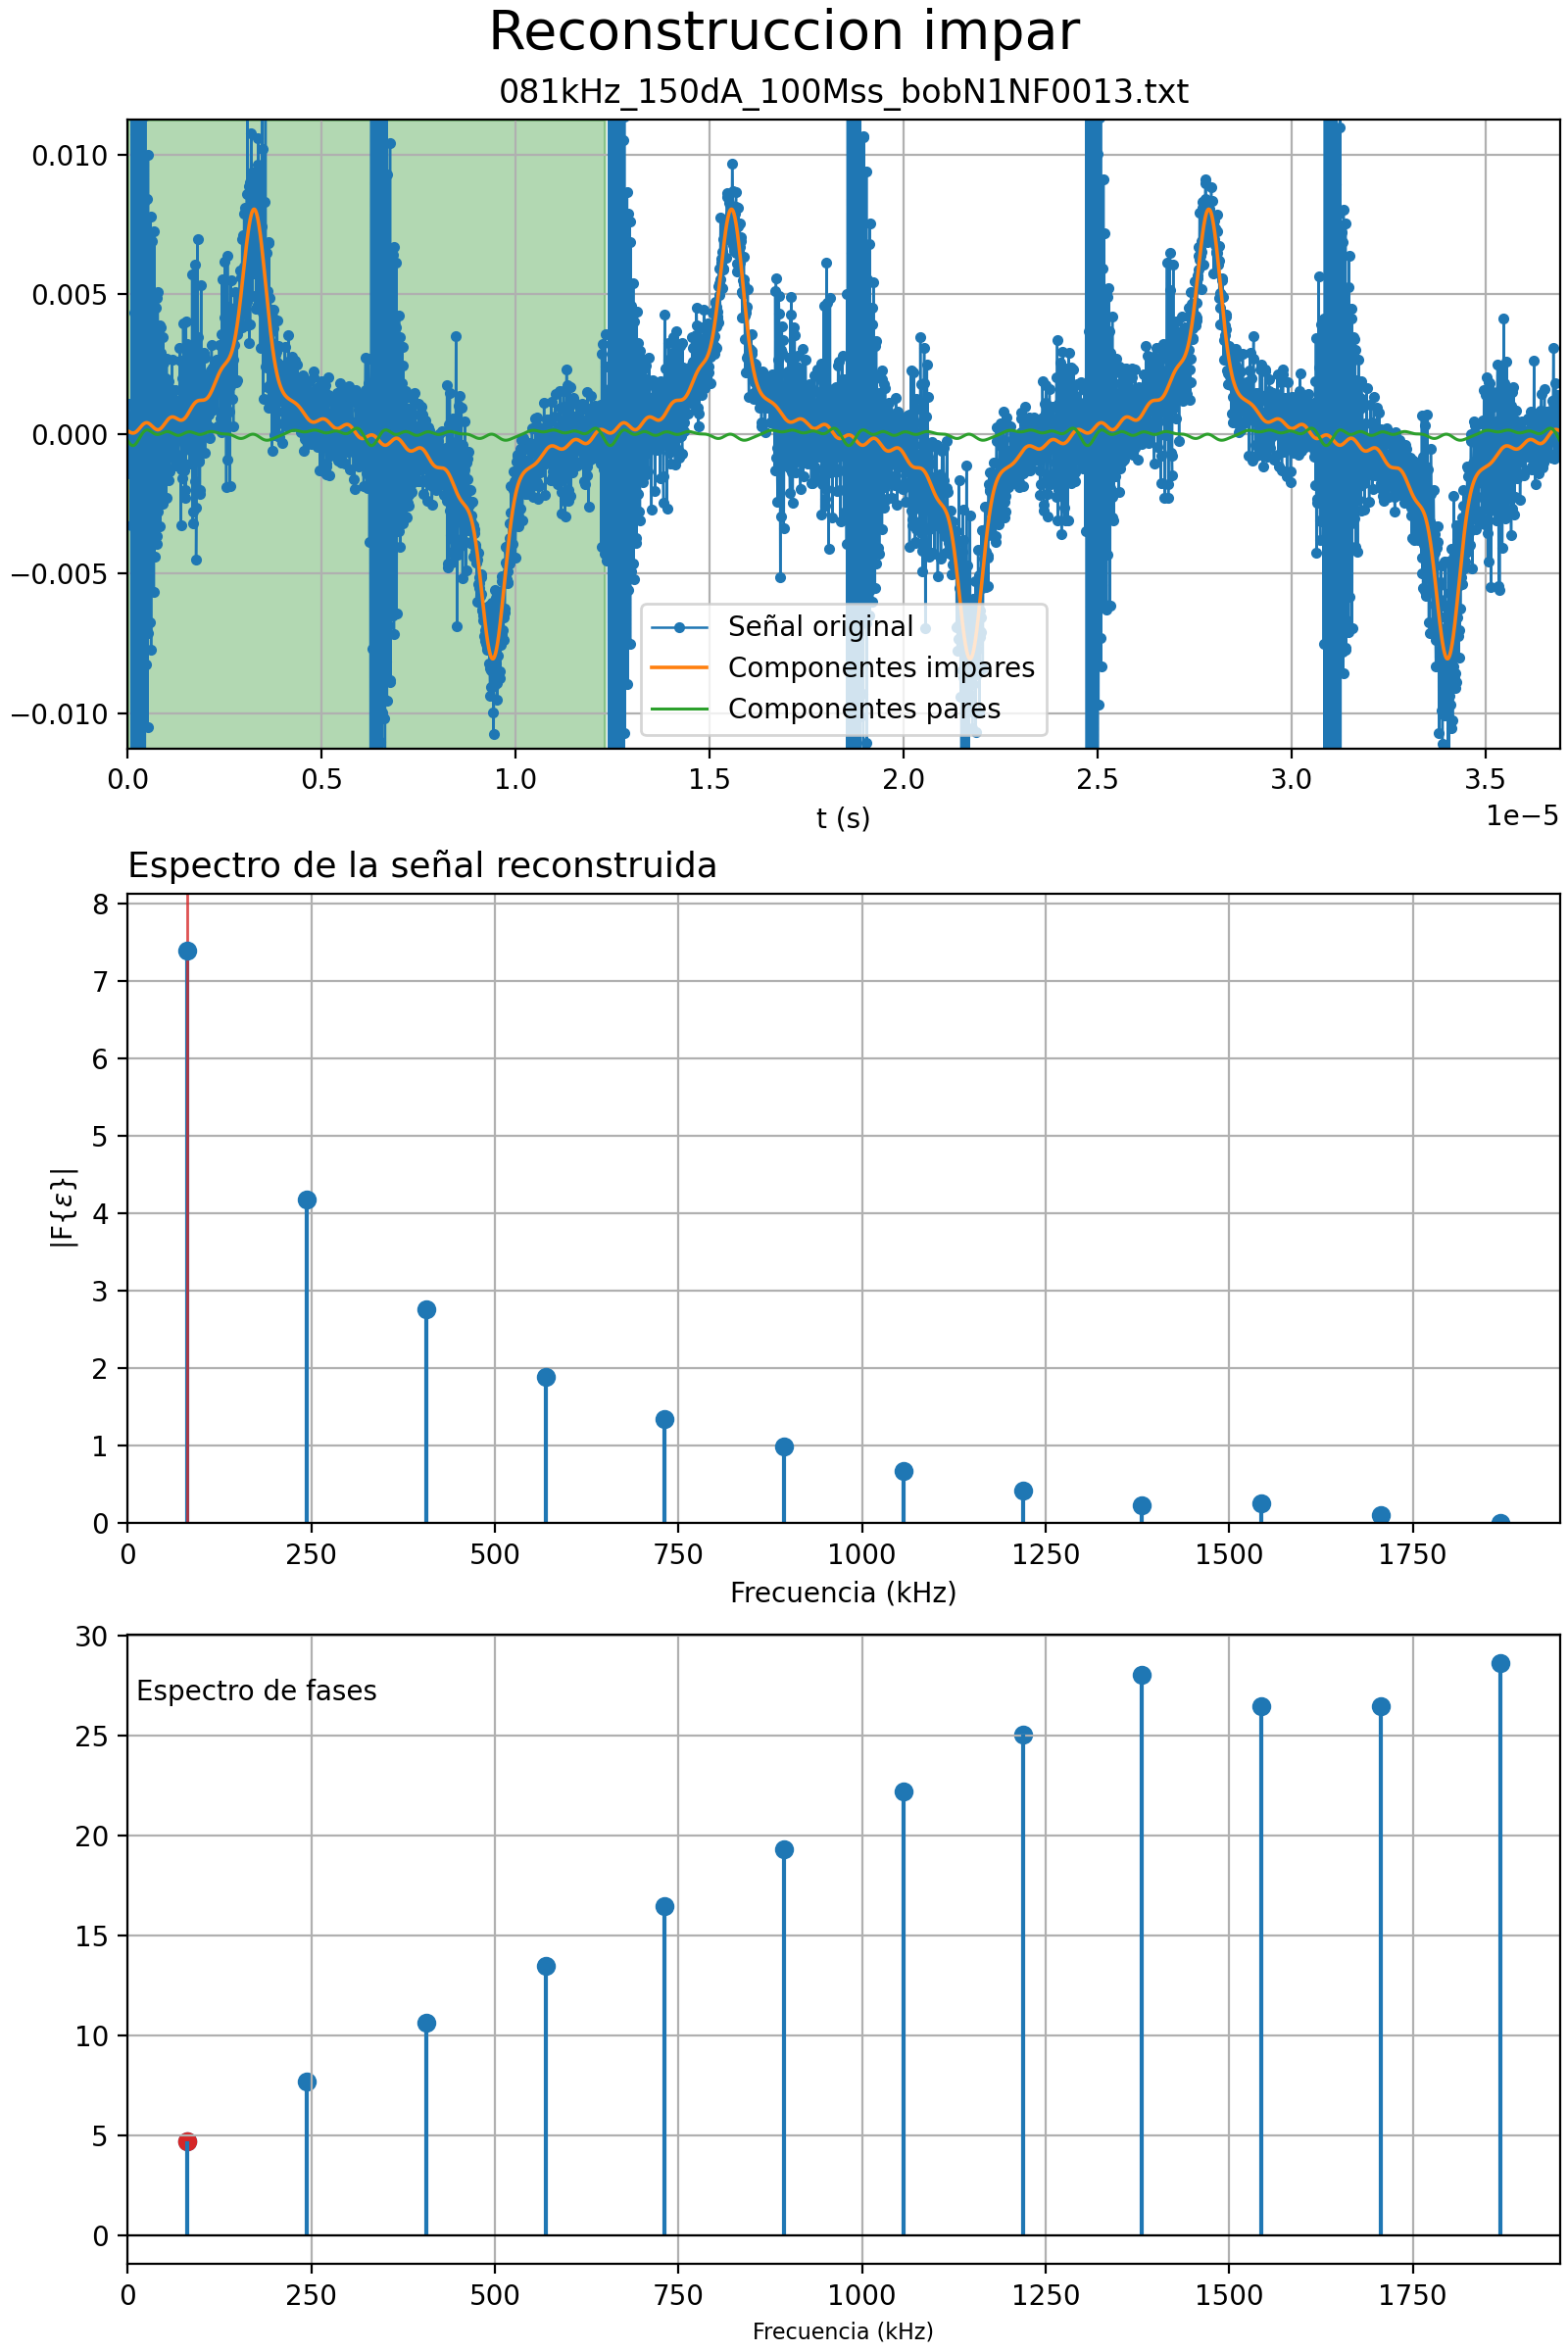 Reconstruccion impar
081kHz_150dA_100Mss_bobN1NF0013.txt
0.010
0.005
0.000
−0.005
−0.010
Señal original
Componentes impares
Componentes pares
0.0 0.5 1.0 1.5 2.0 2.5 3.0 3.5
1e−5
t (s)
Espectro de la señal reconstruida
8
7
6
5
4
3
2
1
0
|F{ε}|
0 250 500 750 1000 1250 1500 1750
Frecuencia (kHz)
30
Espectro de fases
25
20
15
10
5
0
0 250 500 750 1000 1250 1500 1750
Frecuencia (kHz)